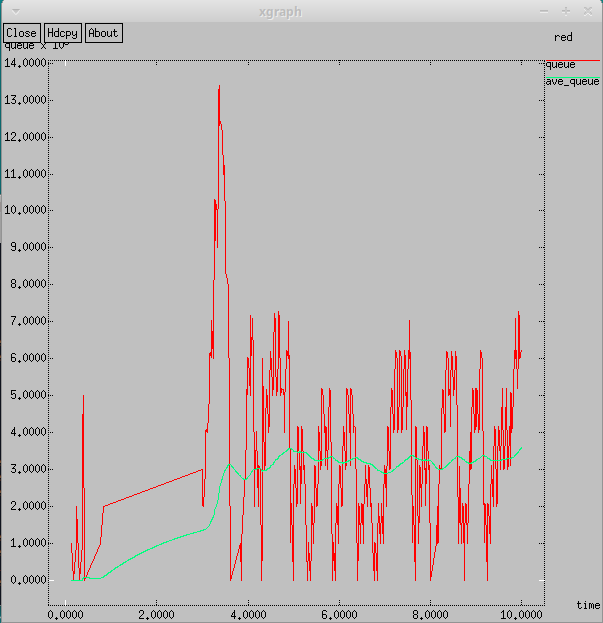 xgraph
Close Hdcpy About
queue x 10³
red
14.0000
queue
ave_queue
13.0000
12.0000
11.0000
10.0000
9.0000
8.0000
7.0000
6.0000
5.0000
4.0000
3.0000
2.0000
1.0000
0.0000
time
0.0000 2.0000 4.0000 6.0000 8.0000 10.0000